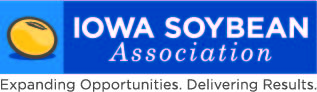 IOWA SOYBEAN
Association
Expanding Opportunities. Delivering Results.